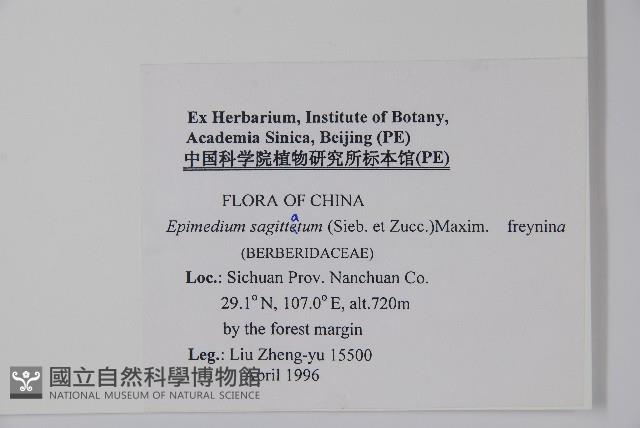 Ex Herbarium, Institute of Botany,
Academia Sinica, Beijing (PE)
中国科学院植物研究所标本馆(PE)
FLORA OF CHINA
a
Epimedium sagittetum (Sieb. et Zucc.)Maxim. freynina
(BERBERIDACEAE)
Loc.: Sichuan Prov. Nanchuan Co.
29.1° N, 107.0° E, alt.720m
by the forest margin
Leg.: Liu Zheng-yu 15500
April 1996
國立自然科學博物館
NATIONAL MUSEUM OF NATURAL SCIENCE